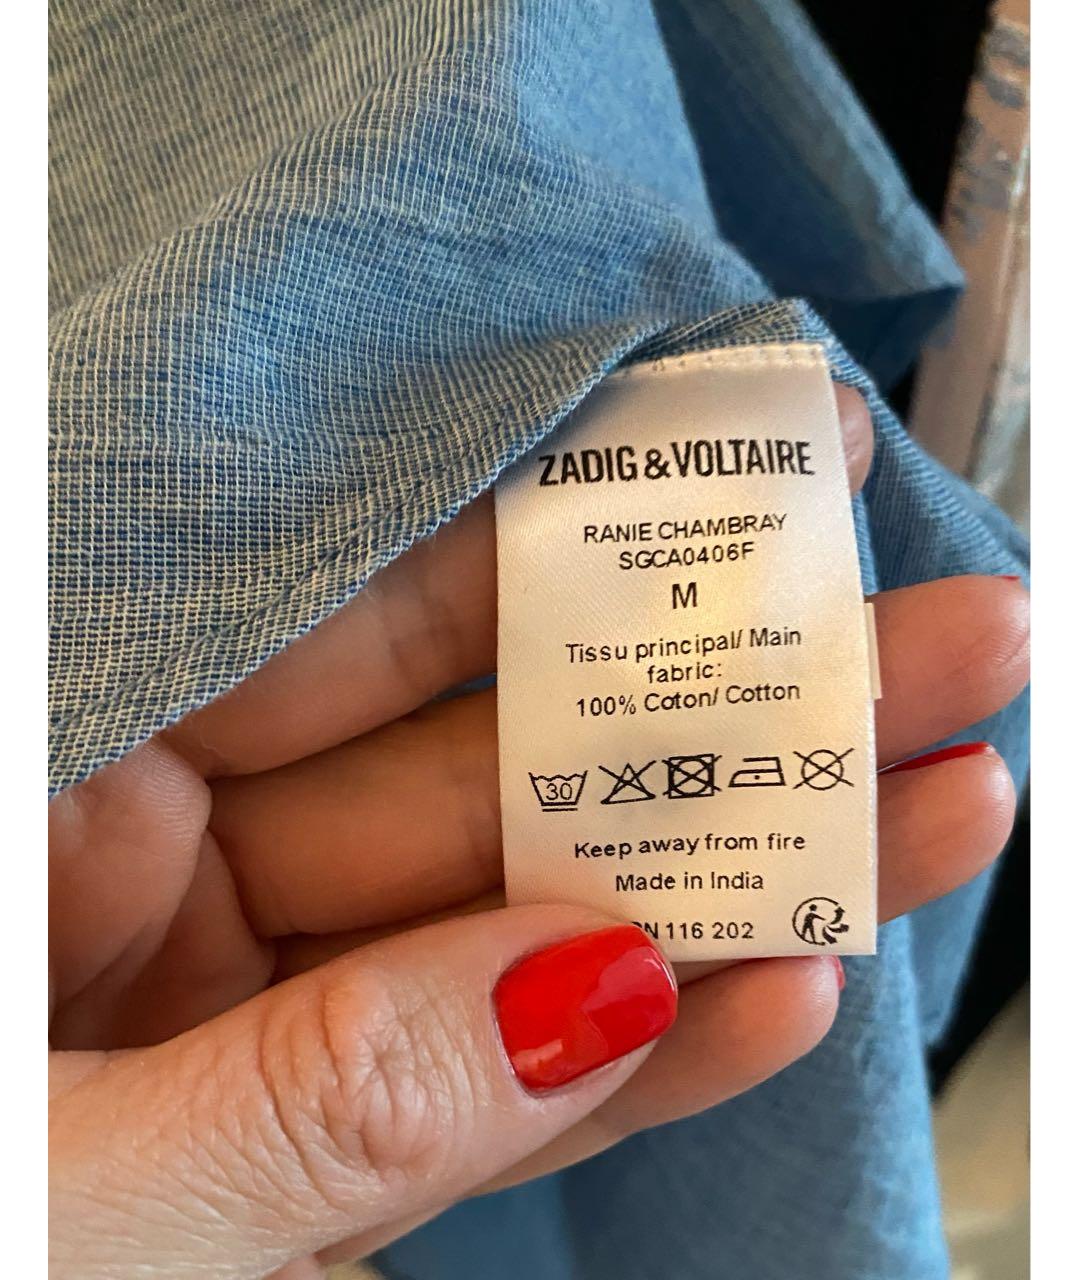 ZADIG & VOLTAIRE
RANIE CHAMBRAY
SGCA0406F
M
Tissu principal/ Main
fabric:
100% Coton/ Cotton
30
Keep away from fire
Made in India
116 202